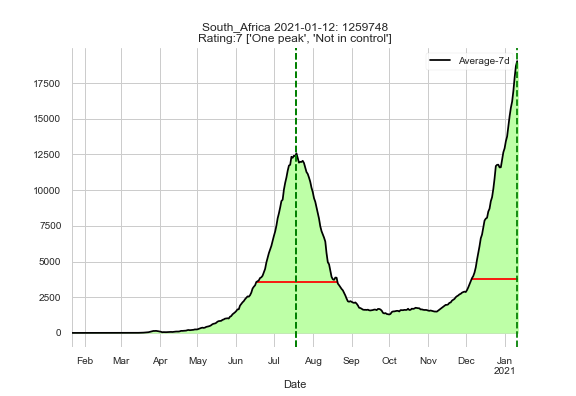 South_Africa 2021-01-12: 1259748
Rating:7 ['One peak', 'Not in control']
Average-7d
17500
15000
12500
10000
7500
5000
2500
0
Feb Mar Apr May Jun Jul Aug Sep Oct Nov Dec Jan
2021
Date